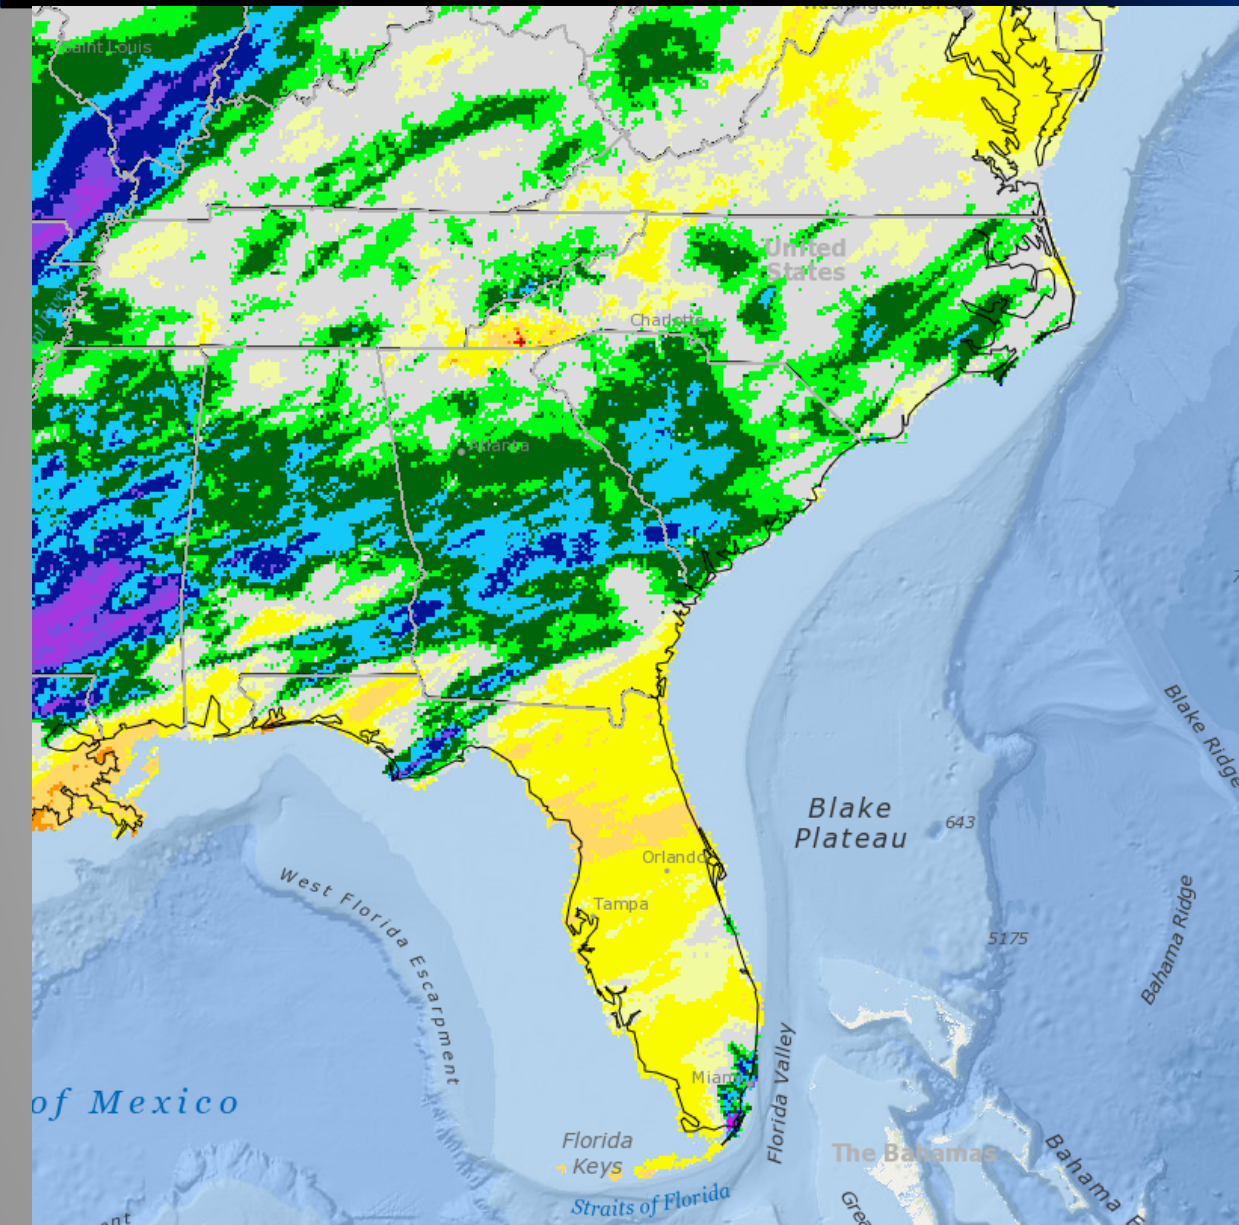 Saint Louis
United
States
Charlotte
Atlanta
Blake Ridge
Blake
Plateau
643
Orlando
West Florida Escarpment
Tampa
5175
Bahama Ridge
Miami
of Mexico
Florida Valley
Florida
Keys
The Bahamas
Straits of Florida